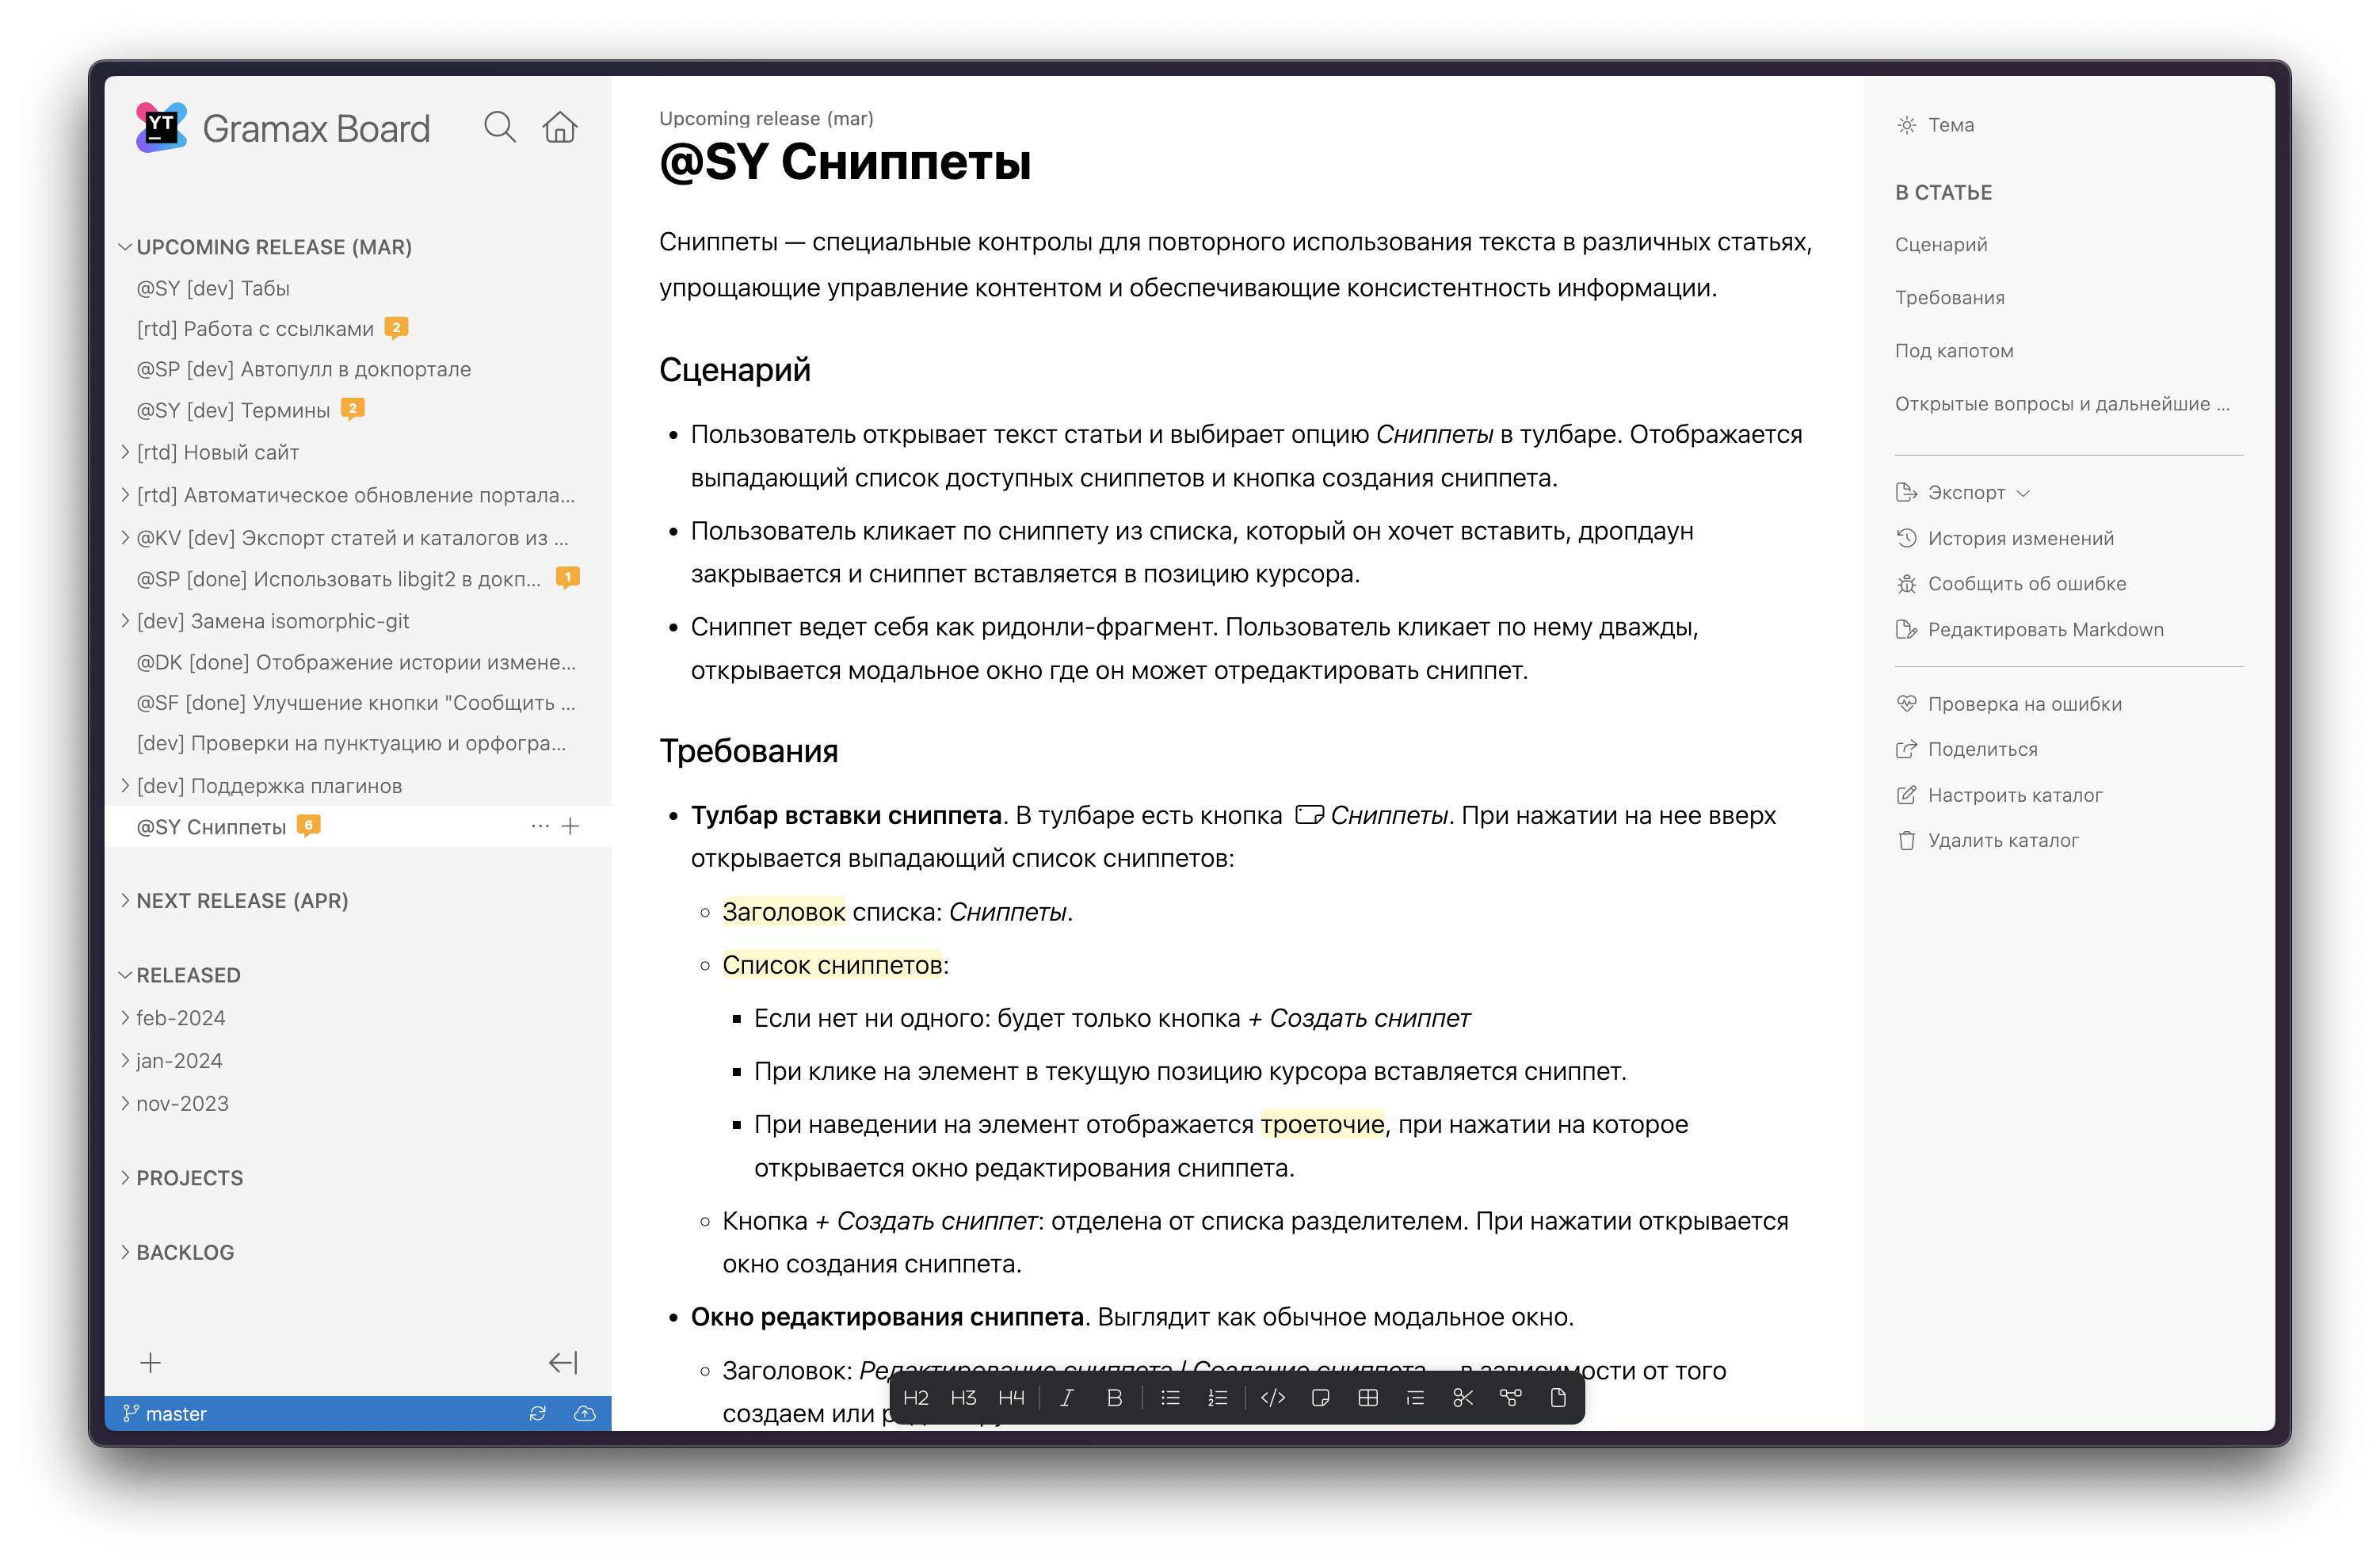 YT
Gramax Board
UPCOMING RELEASE (MAR)
@SY [dev] Табы
[rtd] Работа с ссылками 2
@SP [dev] Автопулл в докпортале
@SY [dev] Термины 2
[rtd] Новый сайт
[rtd] Автоматическое обновление портала...
@KV [dev] Экспорт статей и каталогов из ...
@SP [done] Использовать libgit2 в докп... 1
[dev] Замена isomorphic-git
@DK [done] Отображение истории измене...
@SF [done] Улучшение кнопки "Сообщить ...
[dev] Проверки на пунктуацию и орфогра...
[dev] Поддержка плагинов
@SY Сниппеты 6
NEXT RELEASE (APR)
RELEASED
feb-2024
jan-2024
nov-2023
PROJECTS
BACKLOG
master
Upcoming release (mar)
@SY Сниппеты
Сниппеты — специальные контролы для повторного использования текста в различных статьях,
упрощающие управление контентом и обеспечивающие консистентность информации.
Сценарий
• Пользователь открывает текст статьи и выбирает опцию Сниппеты в тулбаре. Отображается
выпадающий список доступных сниппетов и кнопка создания сниппета.
• Пользователь кликает по сниппету из списка, который он хочет вставить, дропдаун
закрывается и сниппет вставляется в позицию курсора.
• Сниппет ведет себя как ридонли-фрагмент. Пользователь кликает по нему дважды,
открывается модальное окно где он может отредактировать сниппет.
Требования
• Тулбар вставки сниппета. В тулбаре есть кнопка Сниппеты. При нажатии на нее вверх
открывается выпадающий список сниппетов:
Заголовок списка: Сниппеты.
Список сниппетов:
Если нет ни одного: будет только кнопка + Создать сниппет
При клике на элемент в текущую позицию курсора вставляется сниппет.
При наведении на элемент отображается троеточие, при нажатии на которое
открывается окно редактирования сниппета.
Кнопка + Создать сниппет: отделена от списка разделителем. При нажатии открывается
окно создания сниппета.
• Окно редактирования сниппета. Выглядит как обычное модальное окно.
Заголовок: Редактирование сниппета | Создание сниппета — в зависимости от того
создаем или
H2 H3 H4 I B
Тема
В СТАТЬЕ
Сценарий
Требования
Под капотом
Открытые вопросы и дальнейшие ...
Экспорт
История изменений
Сообщить об ошибке
Редактировать Markdown
Проверка на ошибки
Поделиться
Настроить каталог
Удалить каталог